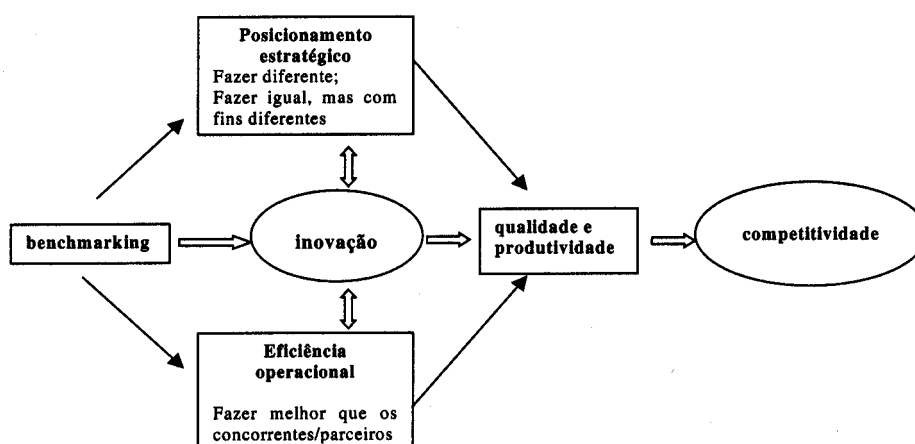 Posicionamento
estratégico
Fazer diferente;
Fazer igual, mas com
fins diferentes
benchmarking
inovação
qualidade e
produtividade
competitividade
Eficiência
operacional
Fazer melhor que os
concorrentes/parceiros